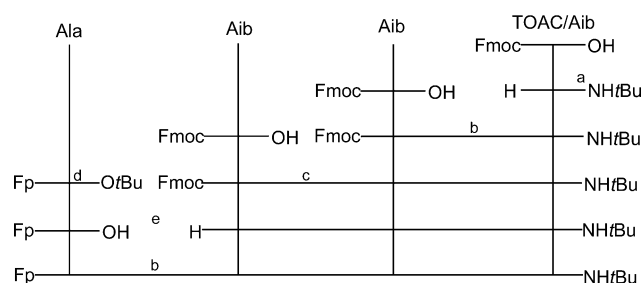 Ala Aib Aib TOAC/Aib
Fmoc OH
a
Fmoc OH H NHtBu
Fmoc OH Fmoc b NHtBu
Fp d OtBu Fmoc c NHtBu
Fp OH e H NHtBu
Fp b NHtBu